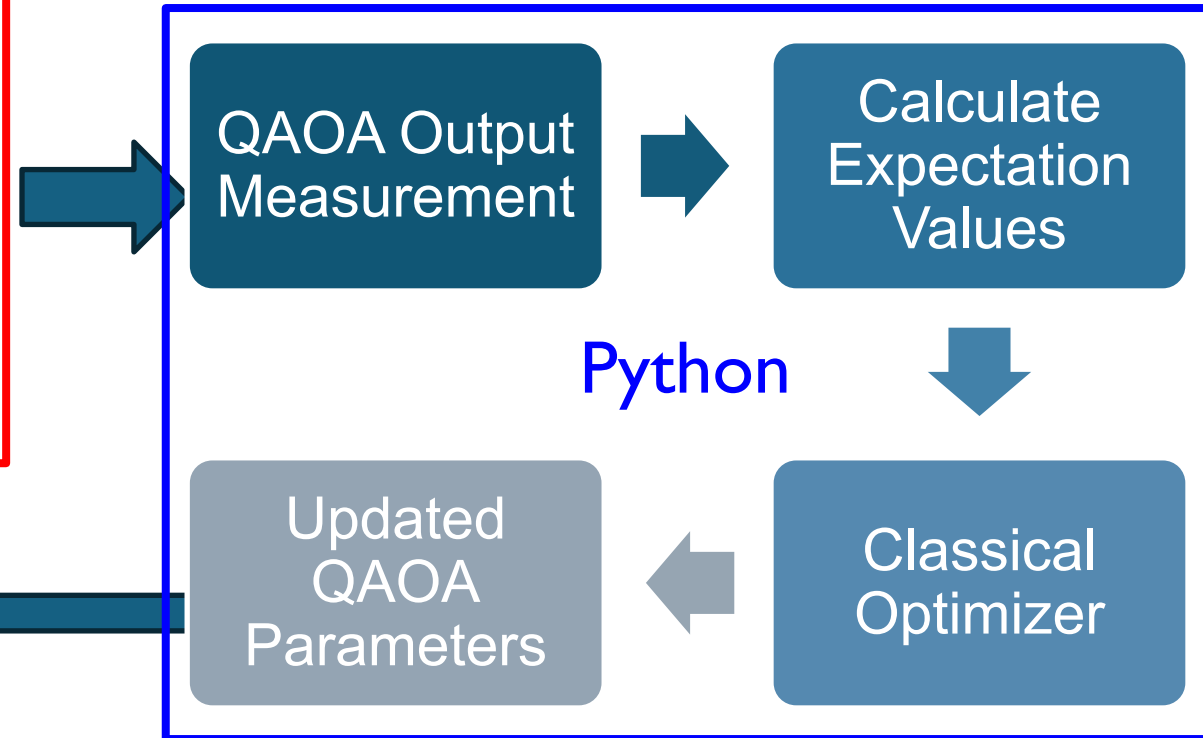 QAOA Output
Measurement
Calculate
Expectation
Values
Python
Updated
QAOA
Parameters
Classical
Optimizer